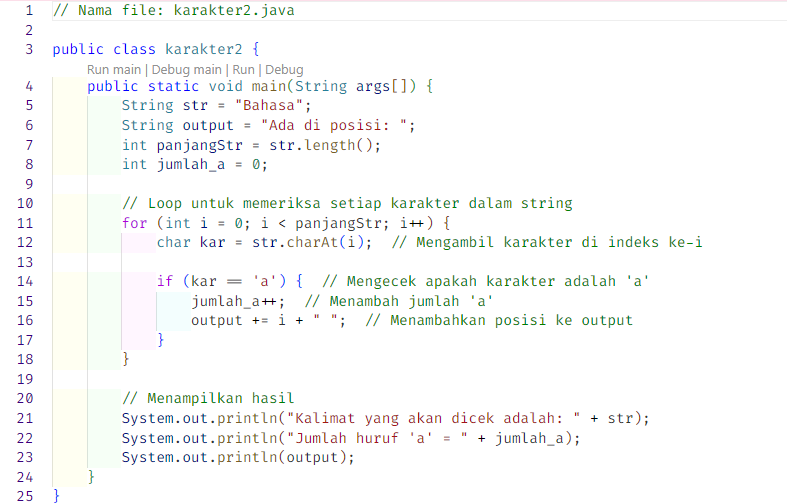 1 // Nama file: karakter2.java
2
3 public class karakter2 {
Run main | Debug main | Run | Debug
4 public static void main(String args[]) {
5 String str = "Bahasa";
6 String output = "Ada di posisi: ";
7 int panjangStr = str.length();
8 int jumlah_a = 0;
9
10 // Loop untuk memeriksa setiap karakter dalam string
11 for (int i = 0; i < panjangStr; i++) {
12 char kar = str.charAt(i);  // Mengambil karakter di indeks ke-i
13
14 if (kar == 'a') {  // Mengecek apakah karakter adalah 'a'
15 jumlah_a++;  // Menambah jumlah 'a'
16 output += i + " ";  // Menambahkan posisi ke output
17 }
18 }
19
20 // Menampilkan hasil
21 System.out.println("Kalimat yang akan dicek adalah: " + str);
22 System.out.println("Jumlah huruf 'a' = " + jumlah_a);
23 System.out.println(output);
24 }
25 }